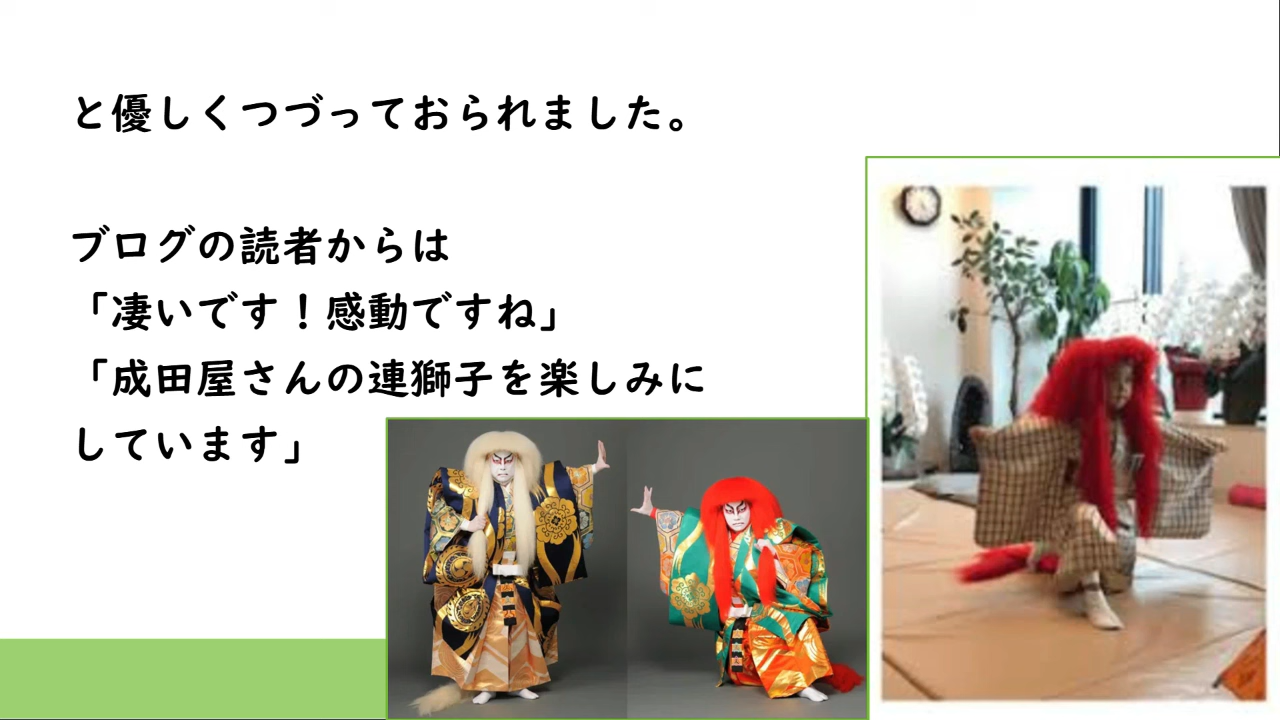 と優しくつづっておられました。
ブログの読者からは
「凄いです！感動ですね」
「成田屋さんの連獅子を楽しみに
しています」